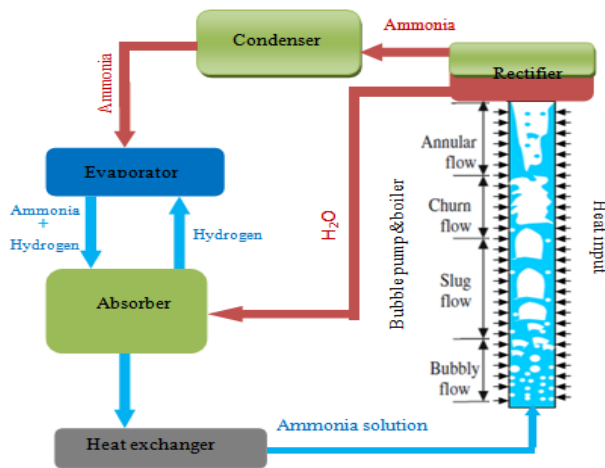 Condenser
Ammonia
Rectifier
Ammonia
Evaporator
Ammonia
+
Hydrogen
Hydrogen
H₂O
Absorber
Bubble pump &boiler
Annular
flow
Churn
flow
Slug
flow
Bubbly
flow
Heat input
Heat exchanger
Ammonia solution